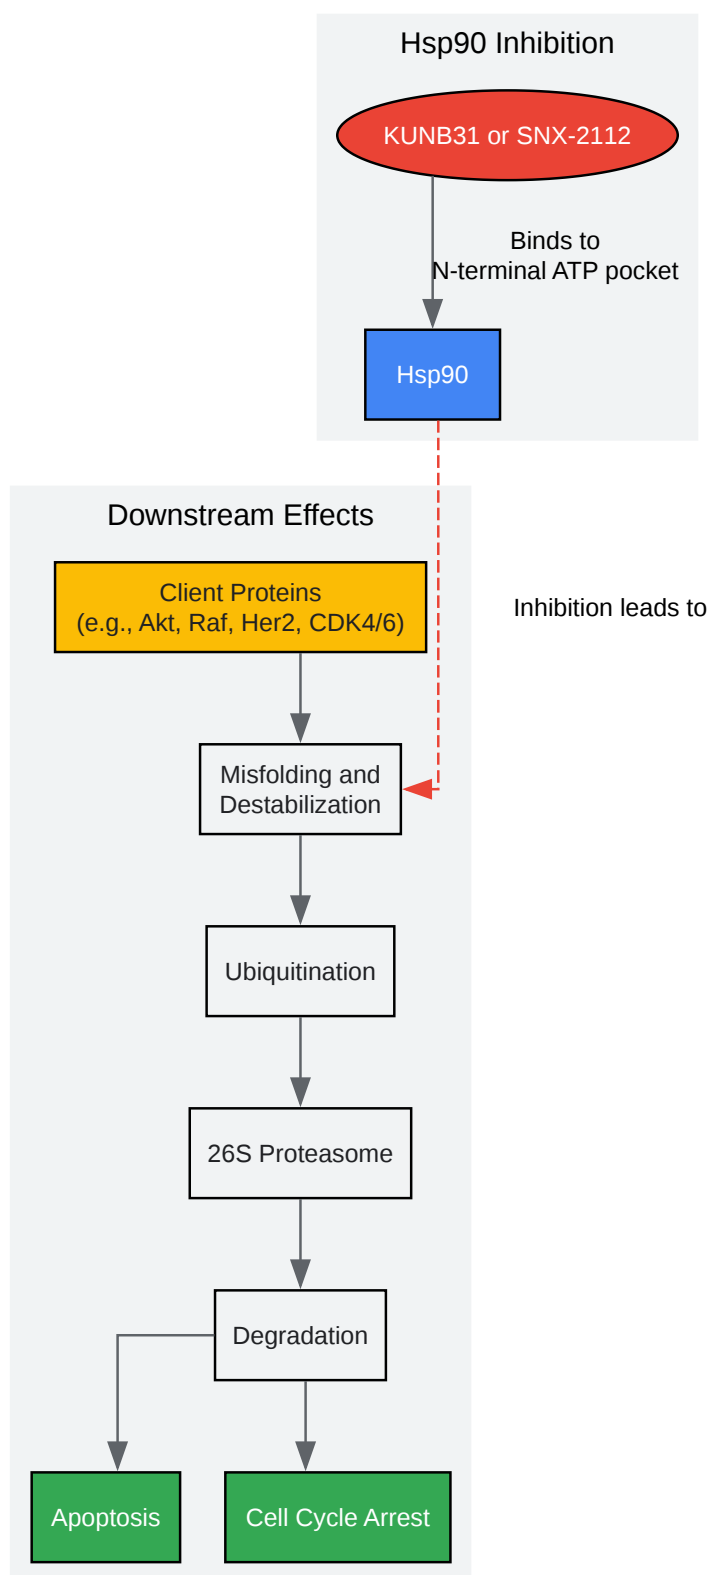 Hsp90 Inhibition
KUNB31 or SNX-2112
Binds to
N-terminal ATP pocket
Hsp90
Downstream Effects
Client Proteins
(e.g., Akt, Raf, Her2, CDK4/6)
Inhibition leads to
Misfolding and
Destabilization
Ubiquitination
26S Proteasome
Degradation
Apoptosis
Cell Cycle Arrest